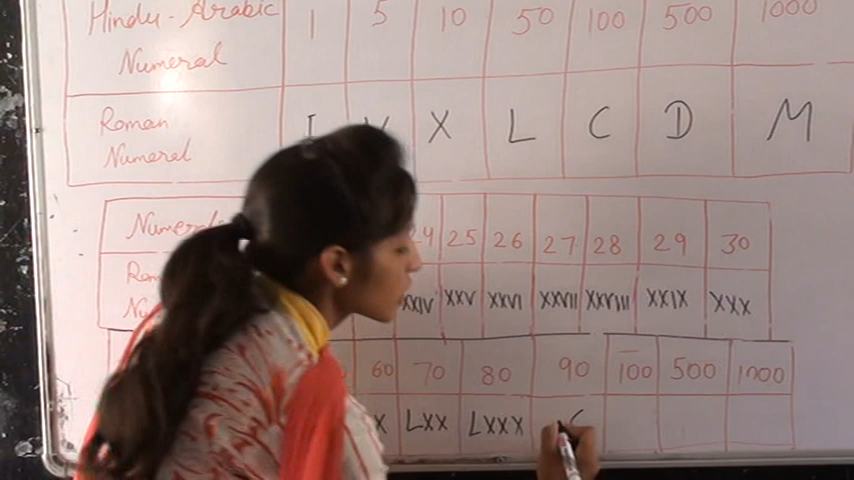 Hindu-Arabic Numeral 1 5 10 50 100 500 1000
Roman Numeral I V X L C D M
25 26 27 28 29 30
XXIV XXV XXVI XXVII XXVIII XXIX XXX
60 70 80 90 100 500 1000
X LXX LXXX C